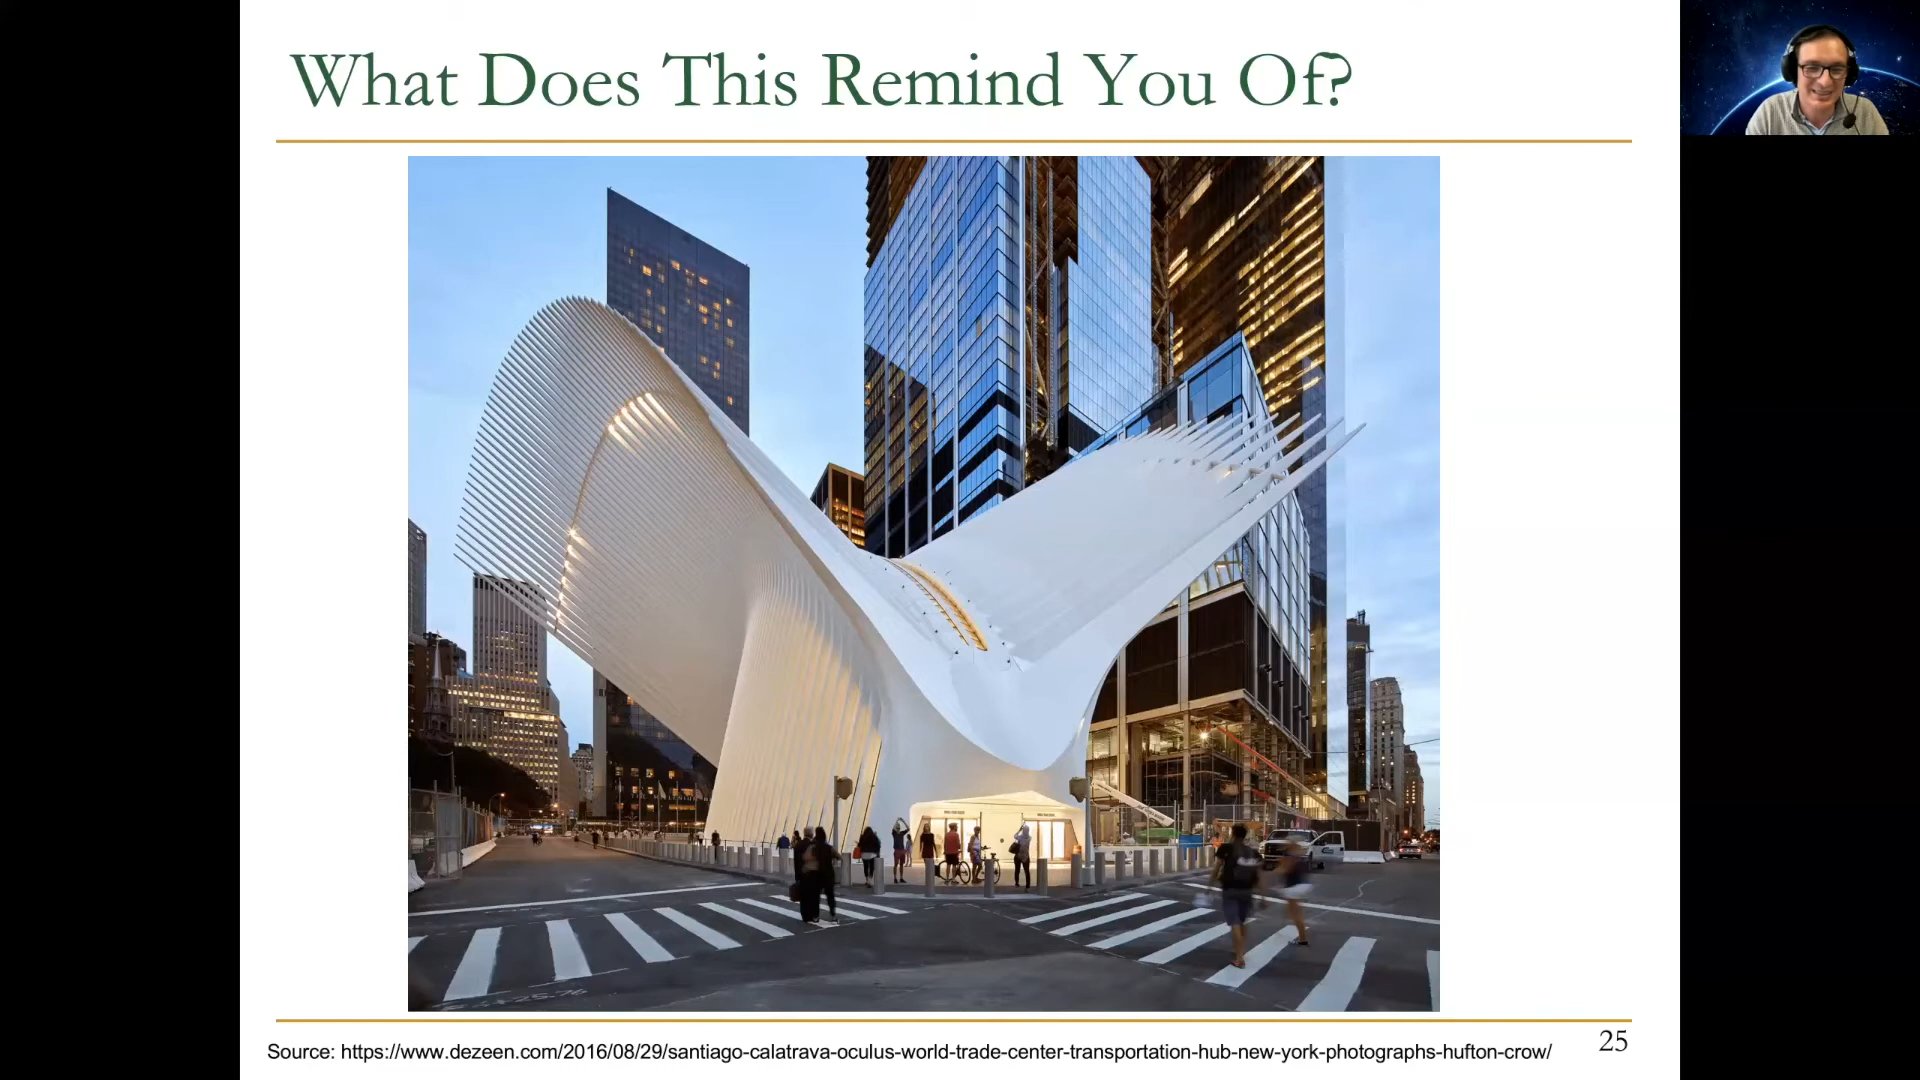 What Does This Remind You Of?
Source: https://www.dezeen.com/2016/08/29/santiago-calatrava-oculus-world-trade-center-transportation-hub-new-york-photographs-hufton-crow/
25